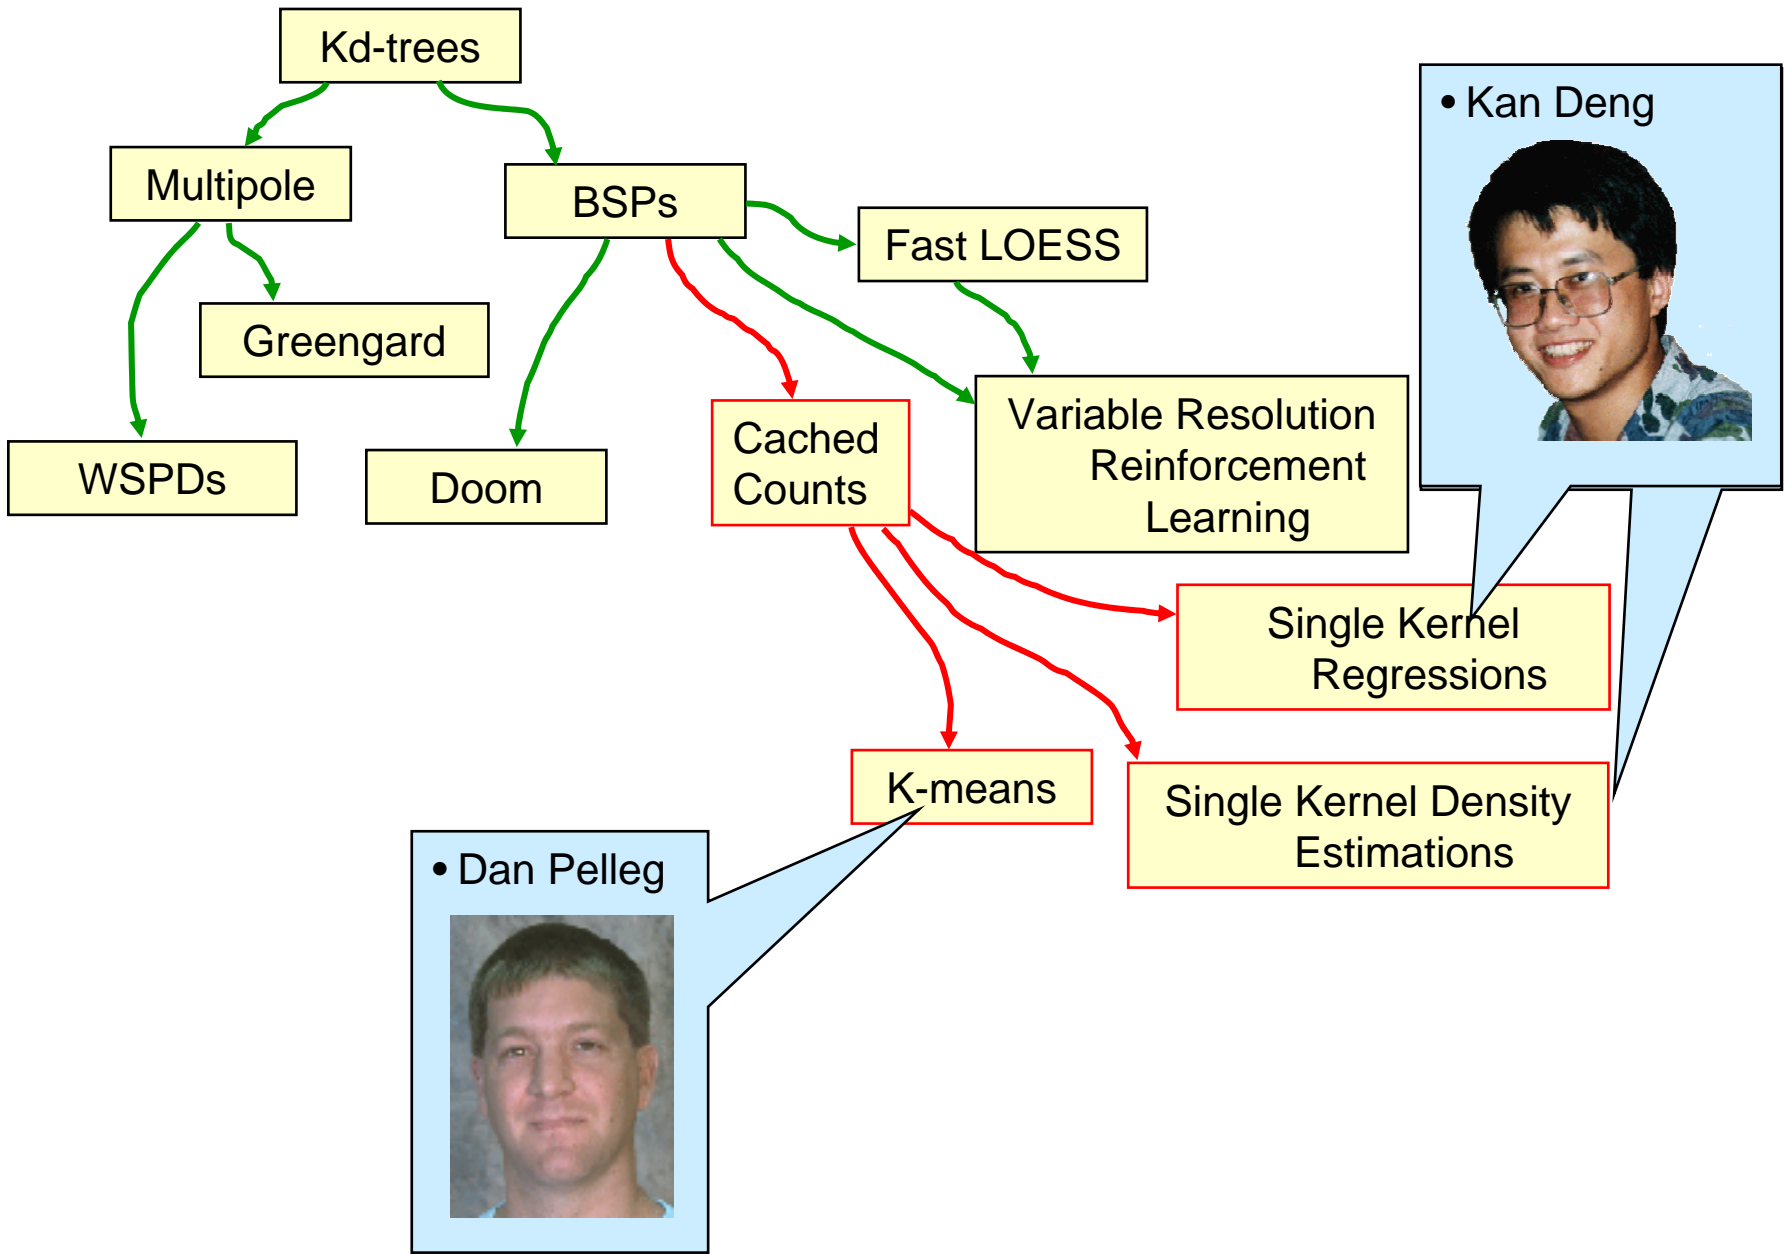 Kd-trees
• Kan Deng
Multipole
BSPs
Fast LOESS
Greengard
Variable Resolution
Reinforcement
Learning
Cached
Counts
WSPDs
Doom
Single Kernel
Regressions
K-means
Single Kernel Density
Estimations
• Dan Pelleg